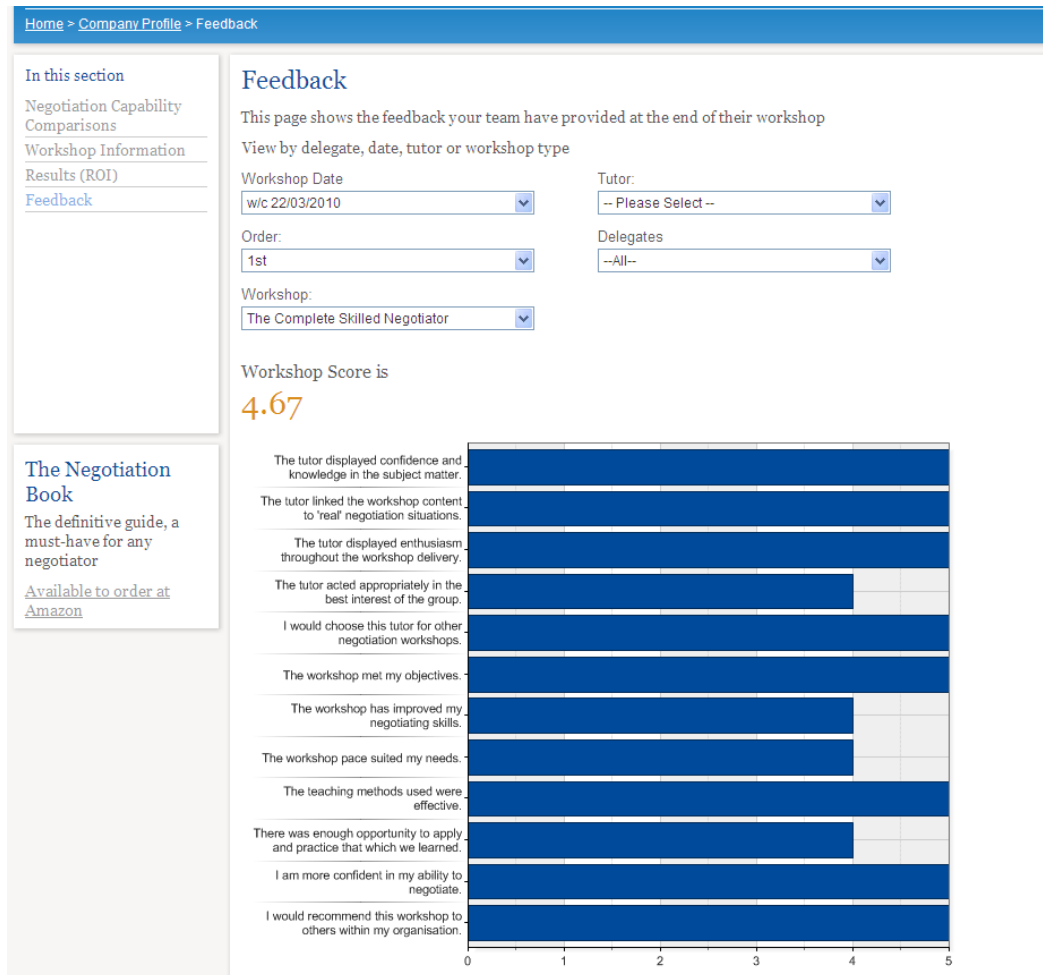 Home > Company Profile > Feedback
In this section
Negotiation Capability
Comparisons
Workshop Information
Results (ROI)
Feedback
The Negotiation
Book
The definitive guide, a
must-have for any
negotiator
Available to order at
Amazon
Feedback
This page shows the feedback your team have provided at the end of their workshop
View by delegate, date, tutor or workshop type
Workshop Date
w/c 22/03/2010
Tutor:
-- Please Select --
Order:
1st
Delegates
--All--
Workshop:
The Complete Skilled Negotiator
Workshop Score is
4.67
The tutor displayed confidence and
knowledge in the subject matter.
The tutor linked the workshop content
to 'real' negotiation situations.
The tutor displayed enthusiasm
throughout the workshop delivery.
The tutor acted appropriately in the
best interest of the group.
I would choose this tutor for other
negotiation workshops.
The workshop met my objectives.
The workshop has improved my
negotiating skills.
The workshop pace suited my needs.
The teaching methods used were
effective.
There was enough opportunity to apply
and practice that which we learned.
I am more confident in my ability to
negotiate.
I would recommend this workshop to
others within my organisation.
0 1 2 3 4 5